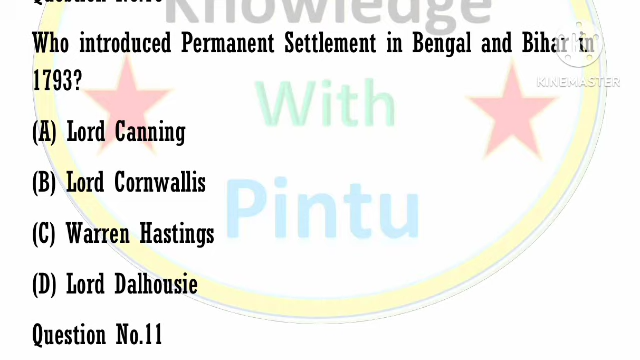 Knowledge
Who introduced Permanent Settlement in Bengal and Bihar in
1793?
KINEMASTER
With
(A) Lord Canning
(B) Lord Cornwallis
Pintu
(C) Warren Hastings
(D) Lord Dalhousie
Question No.11